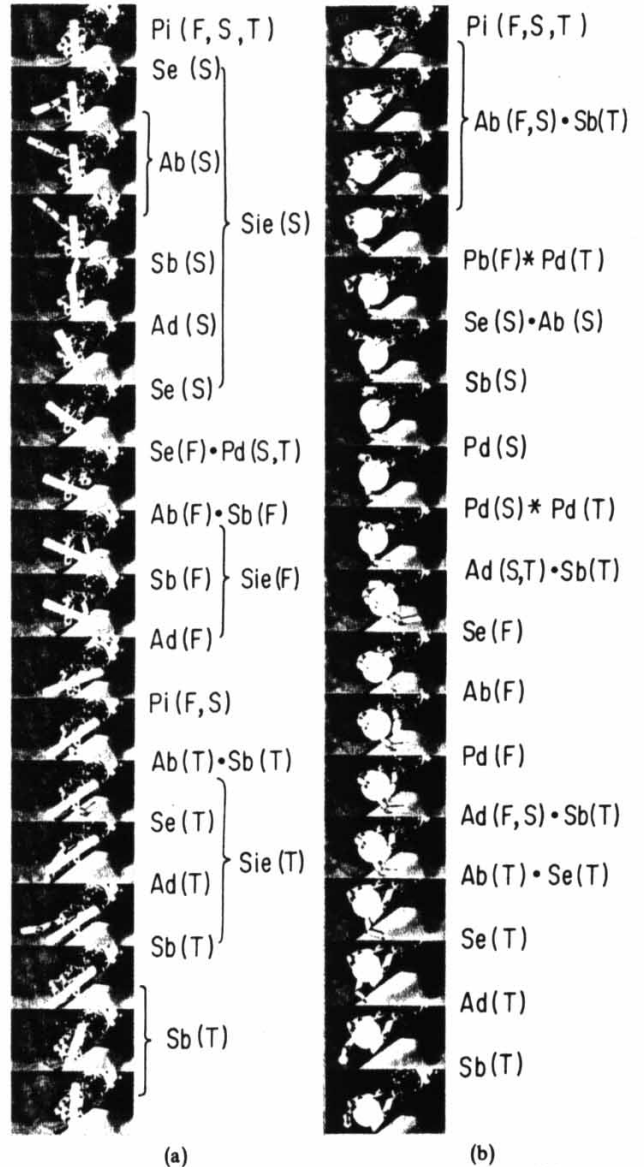 Pi (F, S, T)
Se (S)
Ab (S)
Sie (S)
Sb (S)
Ad (S)
Se (S)
Se (F) • Pd (S, T)
Ab (F) • Sb (F)
Sb (F)
Sie (F)
Ad (F)
Pi (F, S)
Ab (T) • Sb (T)
Se (T)
Sie (T)
Ad (T)
Sb (T)
Sb (T)
(a)
Pi (F, S, T)
Ab (F, S) • Sb (T)
Pb (F) * Pd (T)
Se (S) • Ab (S)
Sb (S)
Pd (S)
Pd (S) * Pd (T)
Ad (S, T) • Sb (T)
Se (F)
Ab (F)
Pd (F)
Ad (F, S) • Sb (T)
Ab (T) • Se (T)
Se (T)
Ad (T)
Sb (T)
(b)